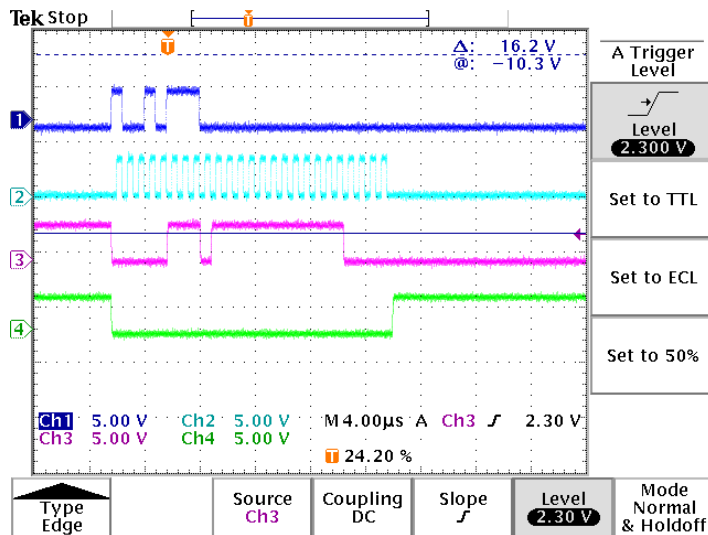 Tek Stop
T
T
Δ: 16.2 V
@: −10.3 V
1
2
3
4
Ch1 5.00 V Ch2 5.00 V M 4.00µs A Ch3 2.30 V
Ch3 5.00 V Ch4 5.00 V
T 24.20 %
A Trigger
Level
Level
2.300 V
Set to TTL
Set to ECL
Set to 50%
Type
Edge
Source
Ch3
Coupling
DC
Slope
Level
2.30 V
Mode
Normal
& Holdoff